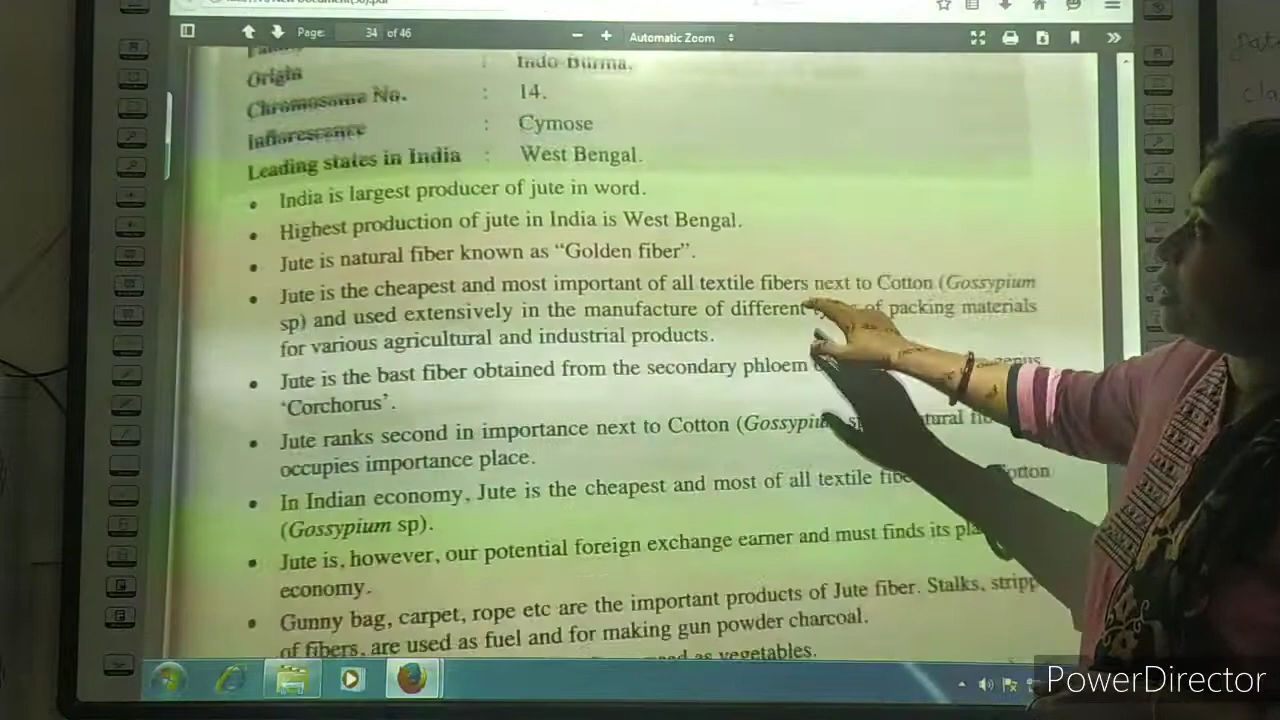 Page: 34 of 46 Automatic Zoom
Origin : Indo-Burma.
Chromosome No. : 14.
Inflorescence : Cymose
Leading states in India : West Bengal.
• India is largest producer of jute in word.
• Highest production of jute in India is West Bengal.
• Jute is natural fiber known as “Golden fiber”.
• Jute is the cheapest and most important of all textile fibers next to Cotton (Gossypium
sp) and used extensively in the manufacture of different of packing materials
for various agricultural and industrial products.
• Jute is the bast fiber obtained from the secondary phloem genus
‘Corchorus’.
• Jute ranks second in importance next to Cotton (Gossypium
occupies importance place.
• In Indian economy, Jute is the cheapest and most of all textile
(Gossypium sp).
• Jute is, however, our potential foreign exchange earner and must finds its
economy.
• Gunny bag, carpet, rope etc are the important products of Jute fiber. Stalks,
of fibers, are used as fuel and for making gun powder charcoal.
as vegetables.
PowerDirector